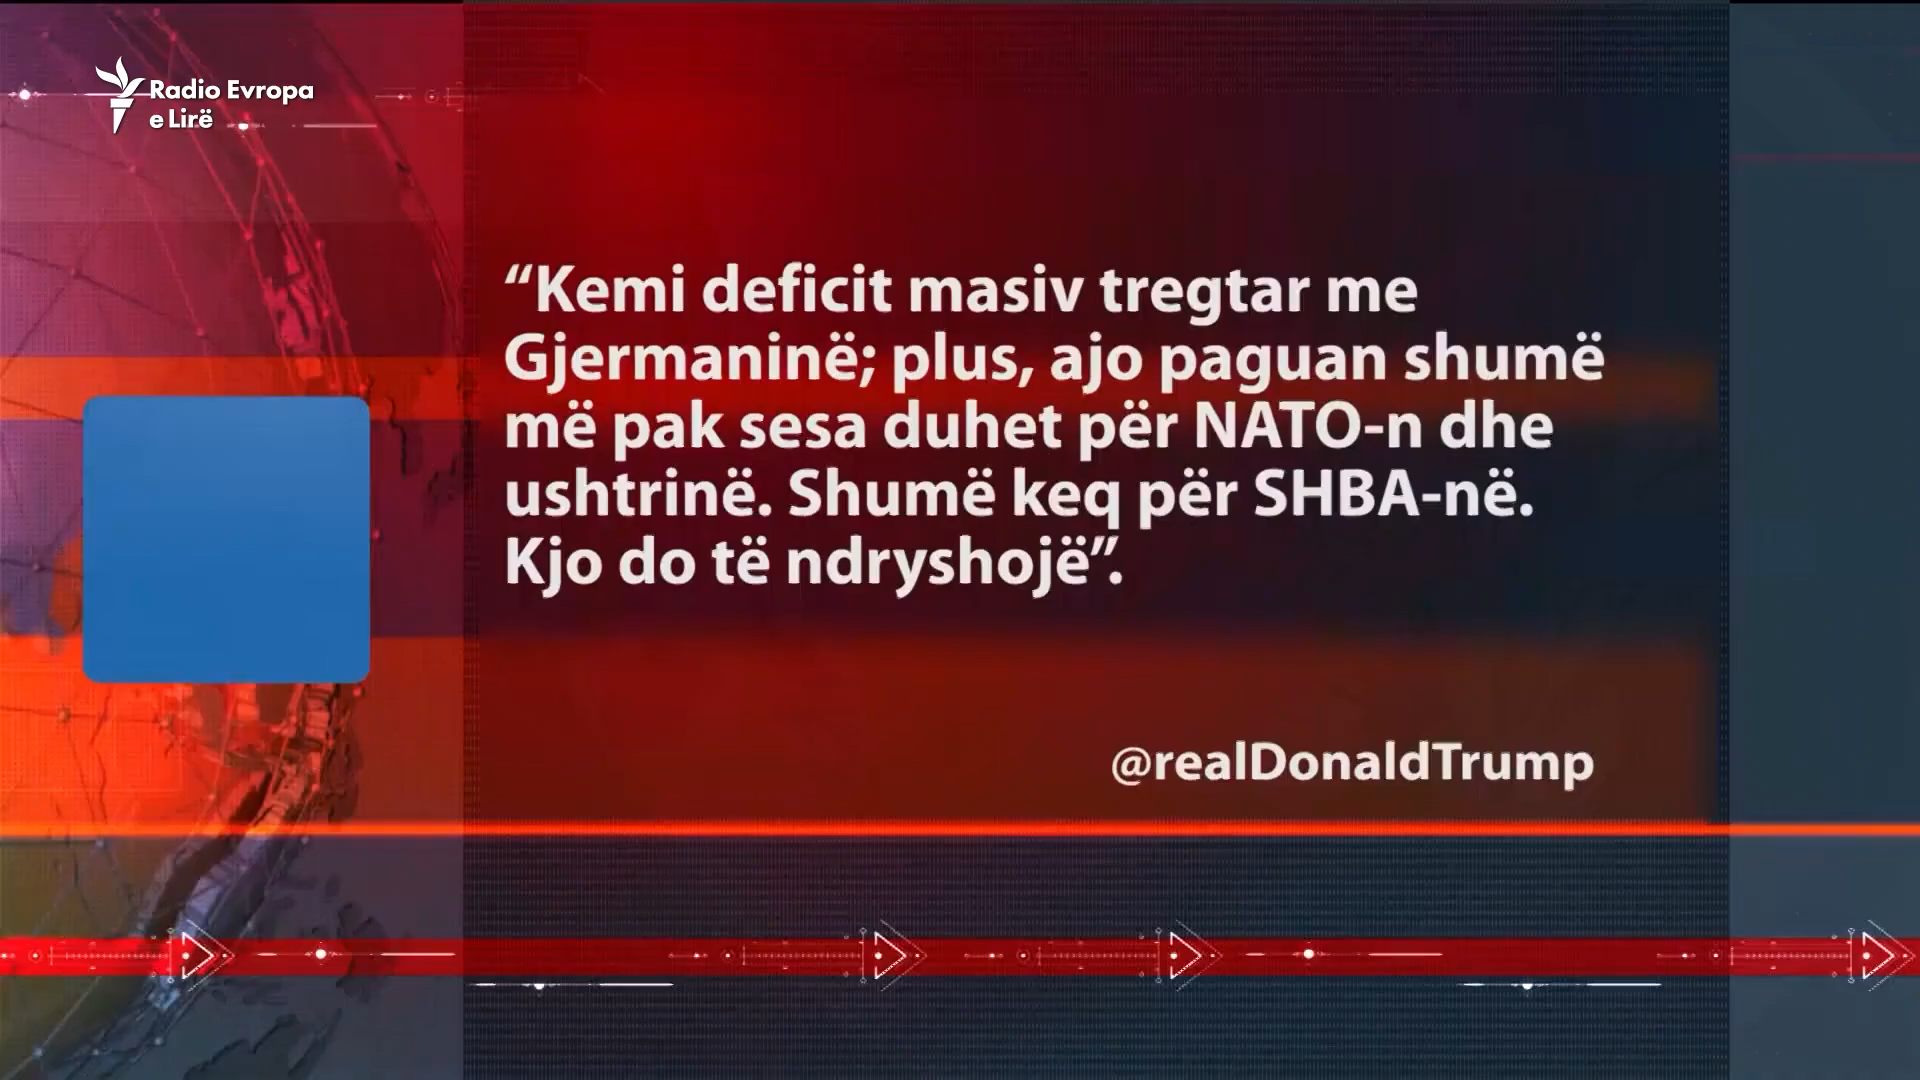 Radio Evropa
e Lirë
“Kemi deficit masiv tregtar me
Gjermaninë; plus, ajo paguan shumë
më pak sesa duhet për NATO-n dhe
ushtrinë. Shumë keq për SHBA-në.
Kjo do të ndryshojë”.
@realDonaldTrump